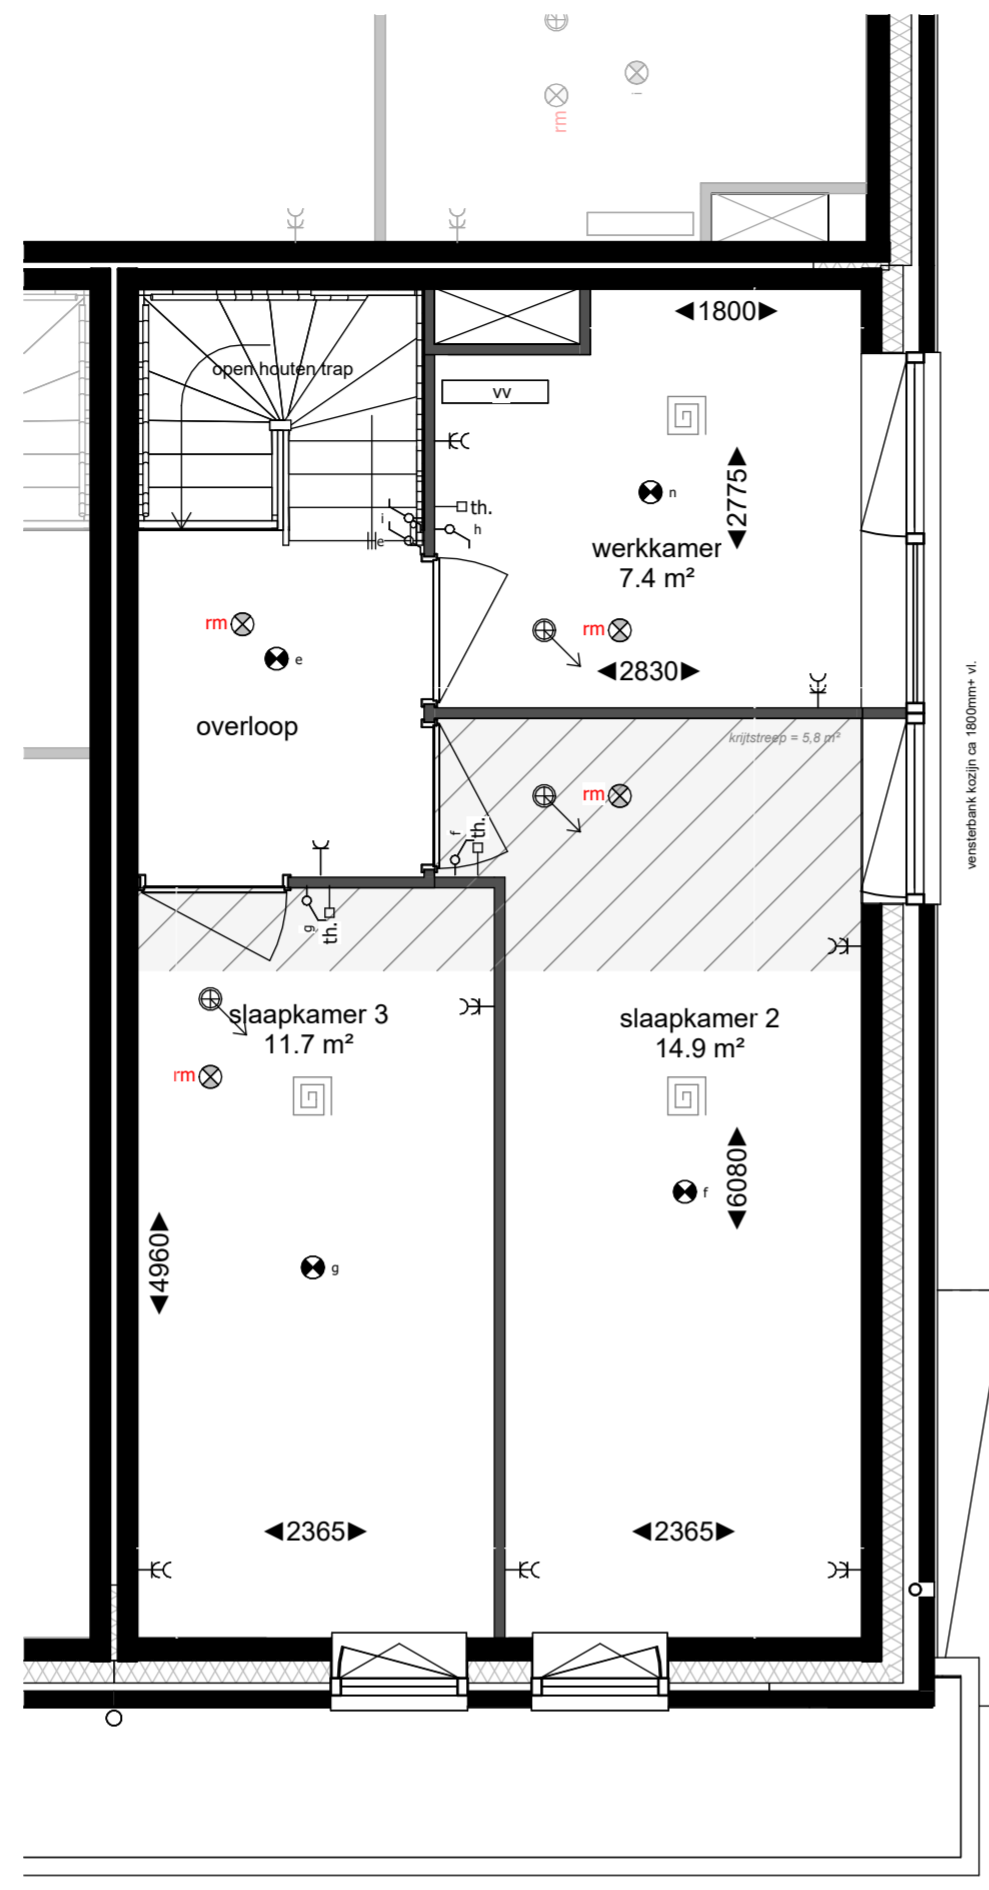 rm
i
1800
open houten trap
vv
n
2775
i
th.
h
e
werkkamer
7.4 m²
rm
rm
e
2830
overloop
krijtstreep = 5,8 m²
vensterbank kozijn ca 1800mm+ vl.
rm
f
th.
g
th.
slaapkamer 3
11.7 m²
slaapkamer 2
14.9 m²
rm
6080
f
4960
g
2365
2365